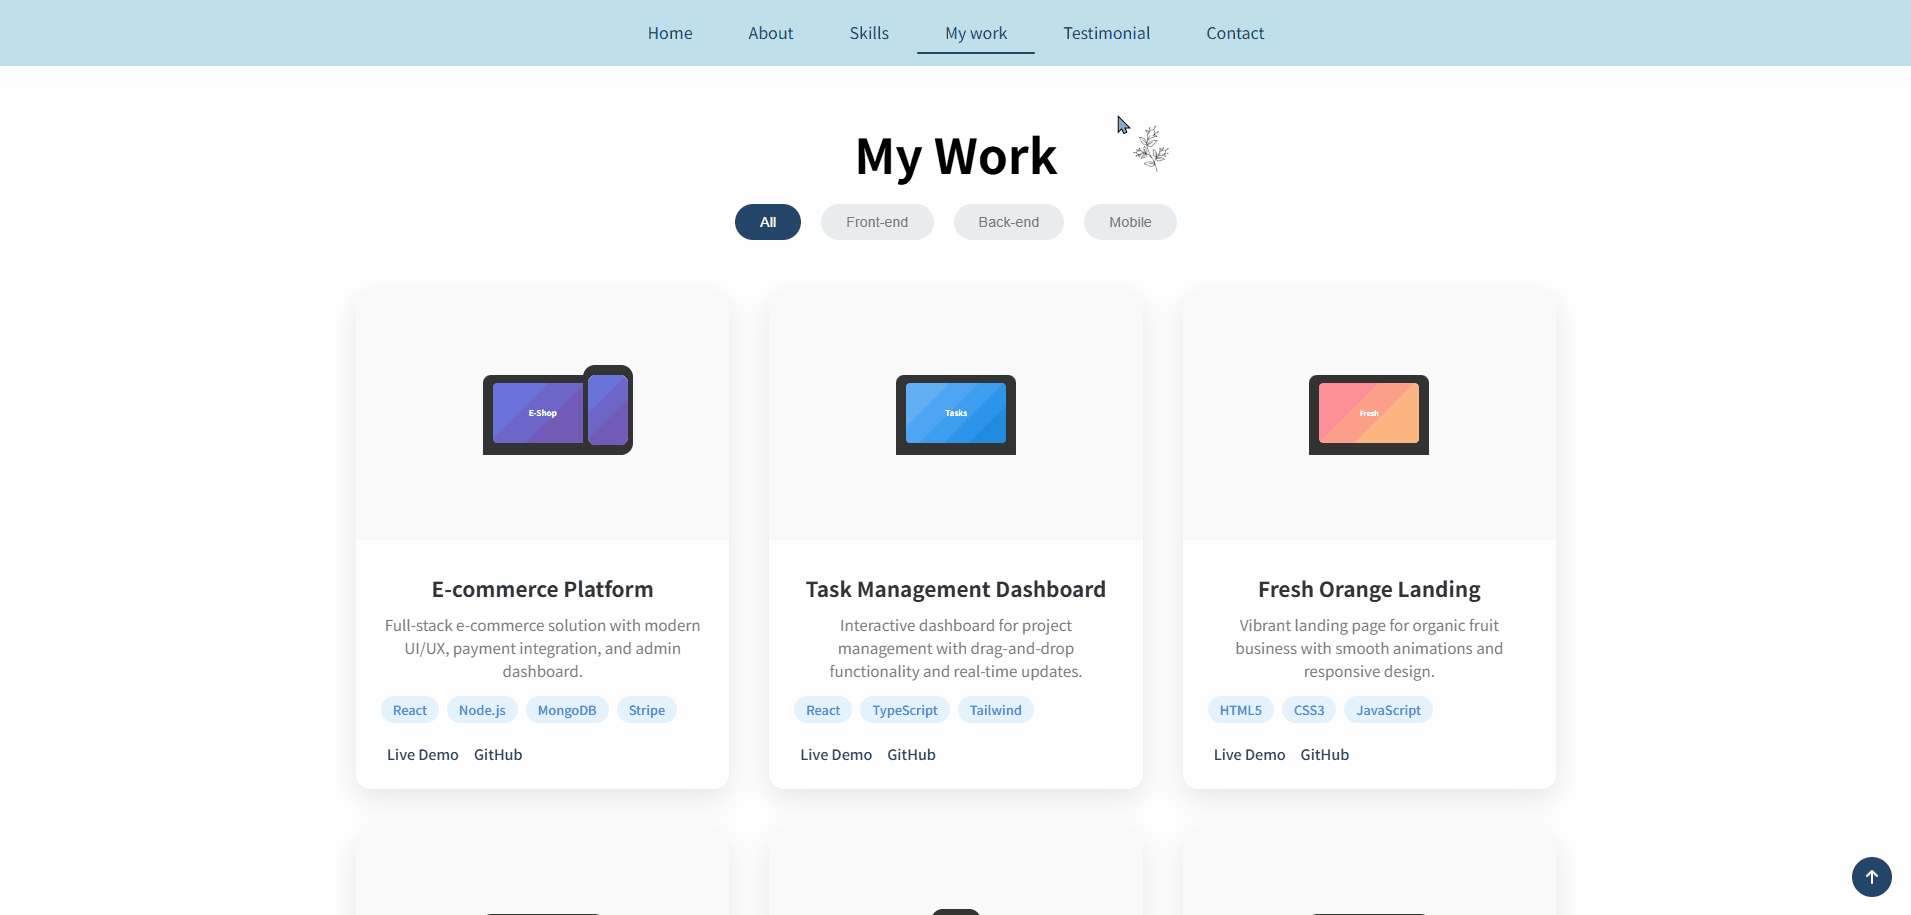 Home About Skills My work Testimonial Contact
My Work
All Front-end Back-end Mobile
E-Shop
Tasks
Fresh
E-commerce Platform
Full-stack e-commerce solution with modern
UI/UX, payment integration, and admin
dashboard.
React Node.js MongoDB Stripe
Live Demo GitHub
Task Management Dashboard
Interactive dashboard for project
management with drag-and-drop
functionality and real-time updates.
React TypeScript Tailwind
Live Demo GitHub
Fresh Orange Landing
Vibrant landing page for organic fruit
business with smooth animations and
responsive design.
HTML5 CSS3 JavaScript
Live Demo GitHub